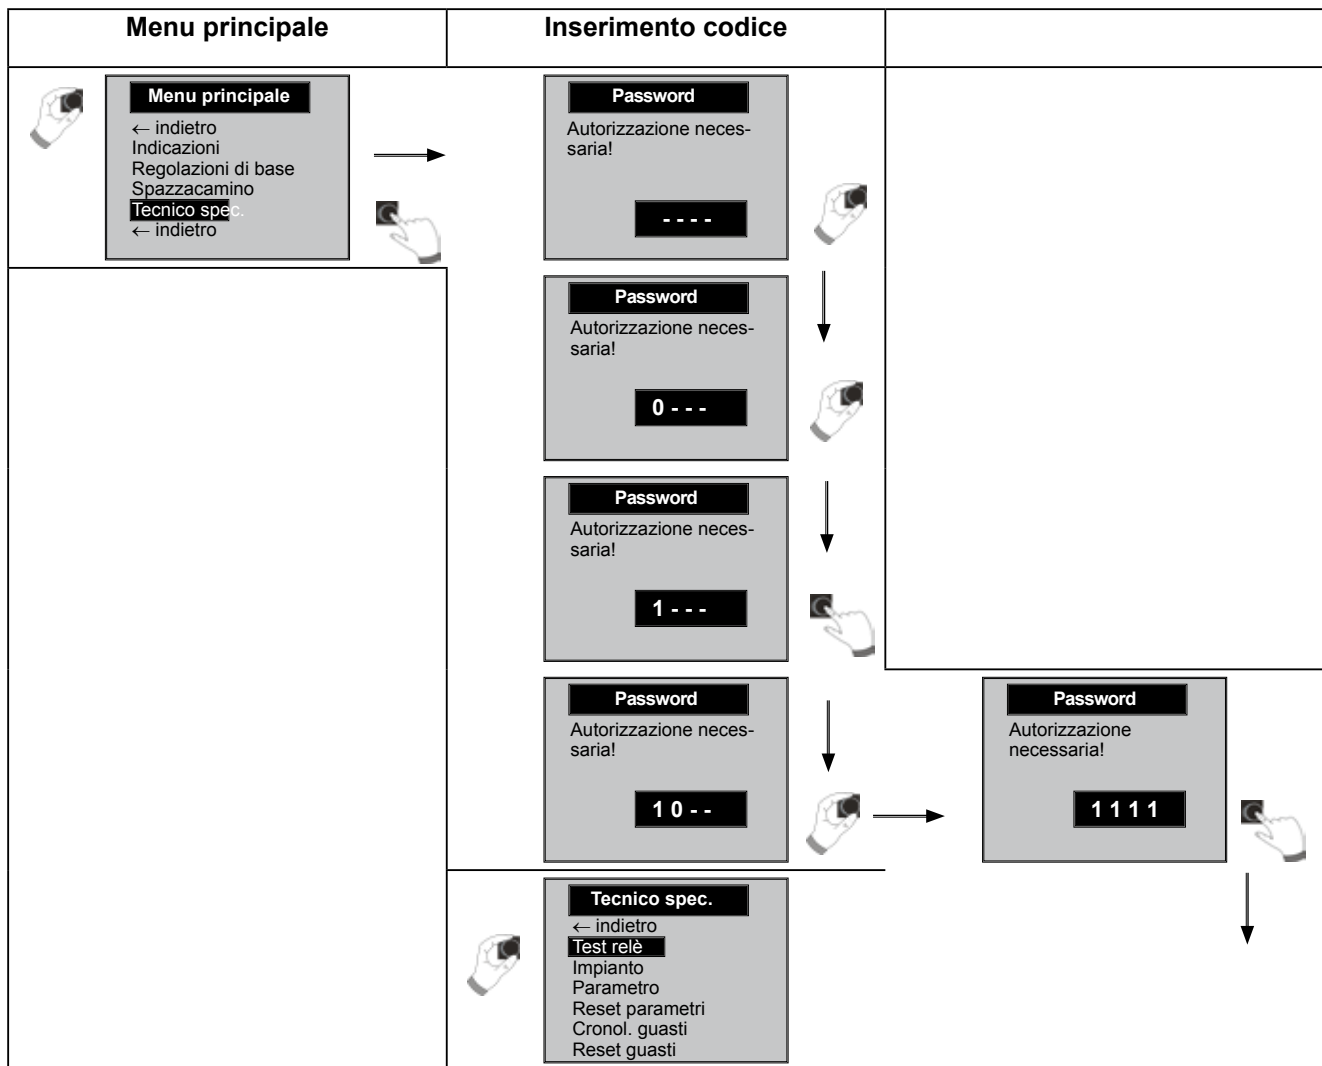 Menu principale
Inserimento codice
Menu principale
← indietro
Indicazioni
Regolazioni di base
Spazzacamino
Tecnico spec.
← indietro
Password
Autorizzazione neces-
saria!
- - - -
Password
Autorizzazione neces-
saria!
0 - - -
Password
Autorizzazione neces-
saria!
1 - - -
Password
Autorizzazione neces-
saria!
1 0 - -
Password
Autorizzazione
necessaria!
1 1 1 1
Tecnico spec.
← indietro
Test relè
Impianto
Parametro
Reset parametri
Cronol. guasti
Reset guasti